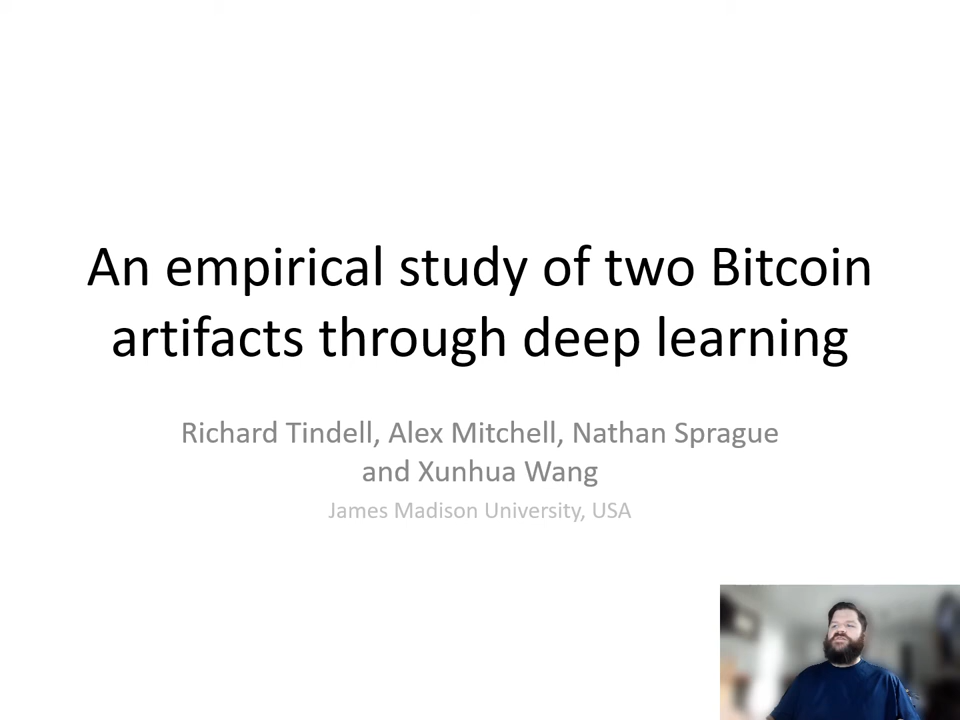 An empirical study of two Bitcoin
artifacts through deep learning
Richard Tindell, Alex Mitchell, Nathan Sprague
and Xunhua Wang
James Madison University, USA